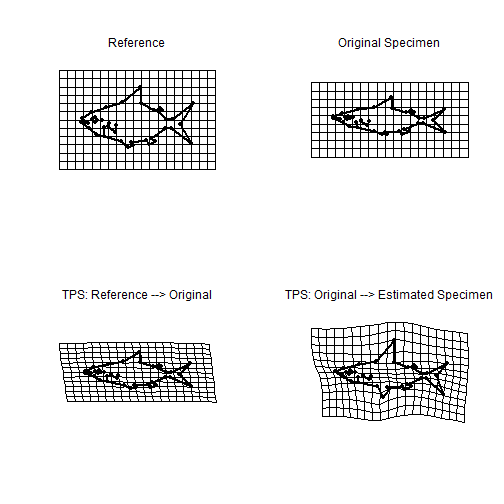 Reference
Original Specimen
TPS: Reference --> Original
TPS: Original --> Estimated Specimen